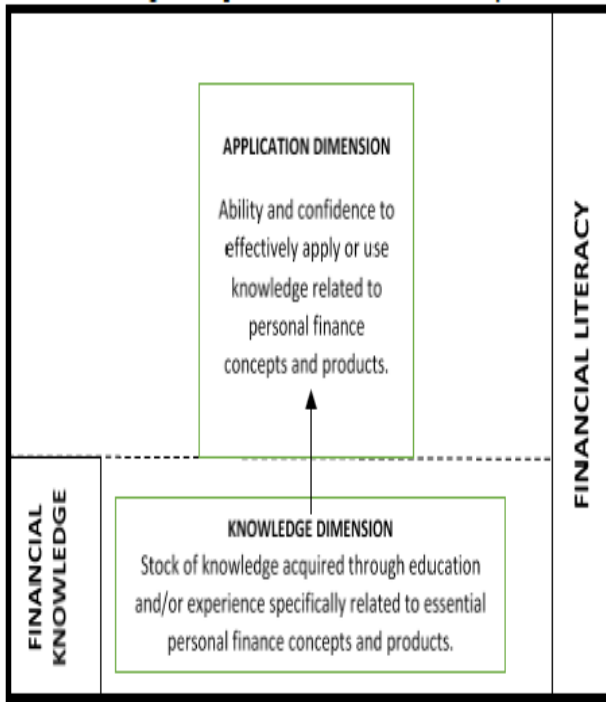 APPLICATION DIMENSION
Ability and confidence to
effectively apply or use
knowledge related to
personal finance
concepts and products.
FINANCIAL LITERACY
FINANCIAL
KNOWLEDGE
KNOWLEDGE DIMENSION
Stock of knowledge acquired through education
and/or experience specifically related to essential
personal finance concepts and products.